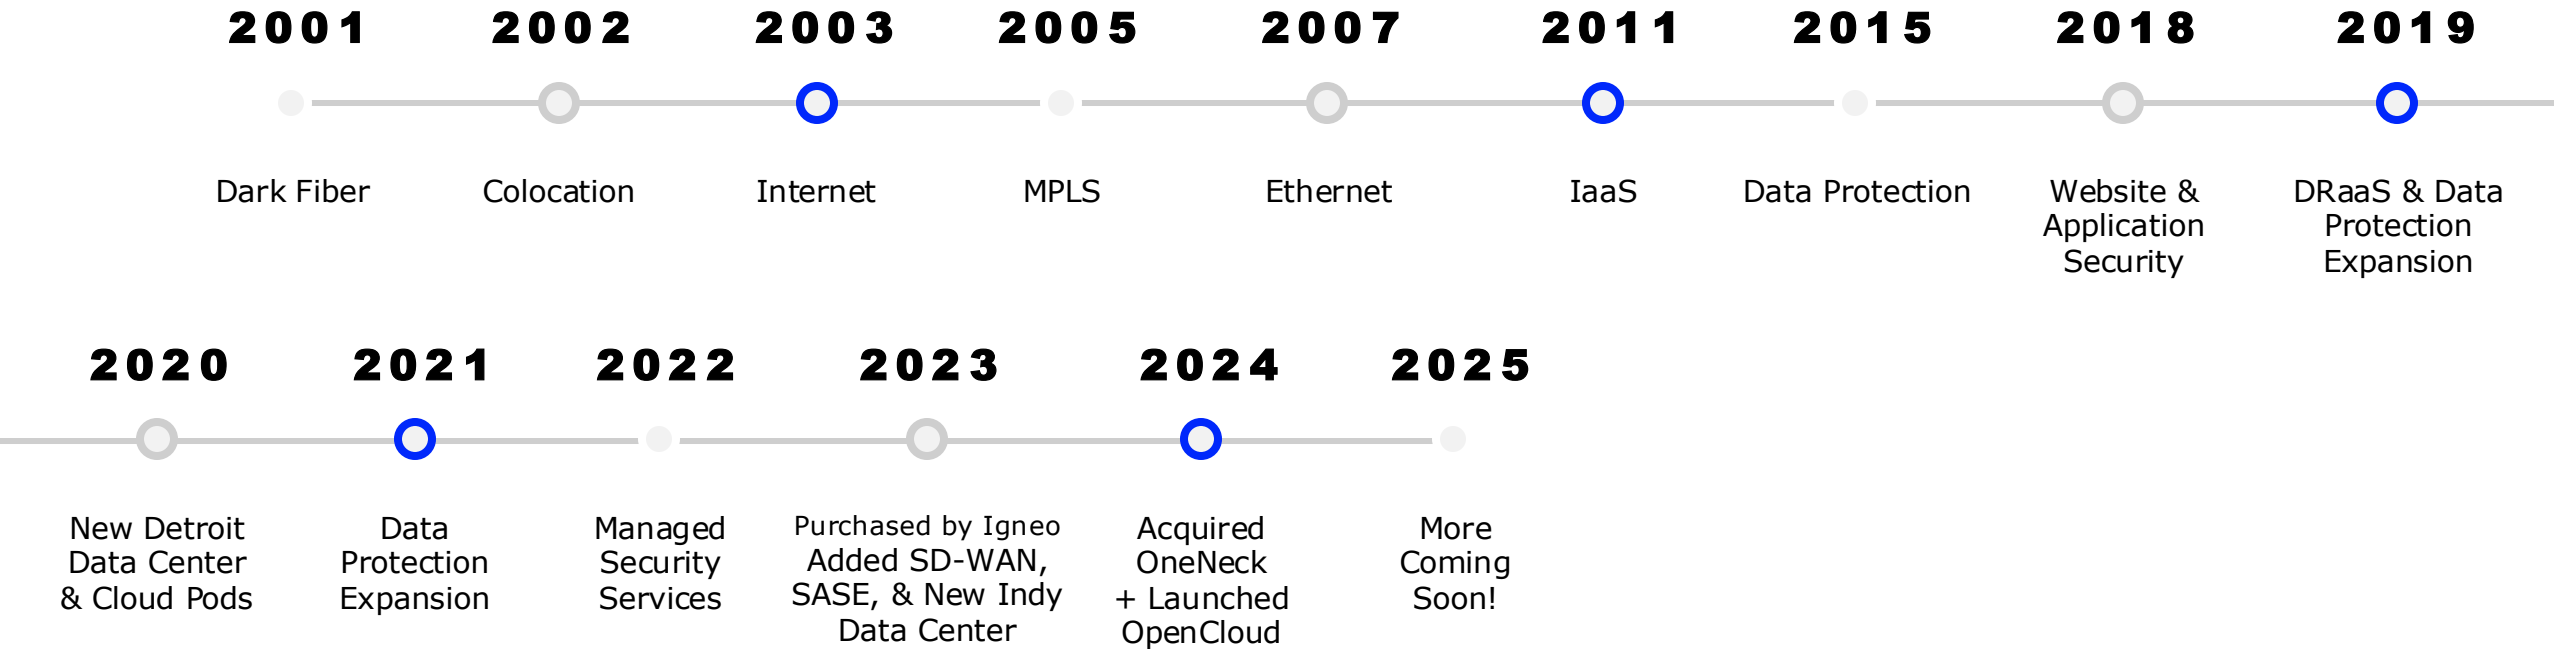 2001 2002 2003 2005 2007 2011 2015 2018 2019
Dark Fiber
Colocation
Internet
MPLS
Ethernet
IaaS
Data Protection
Website &
Application
Security
DRaaS & Data
Protection
Expansion
2020 2021 2022 2023 2024 2025
New Detroit
Data Center
& Cloud Pods
Data
Protection
Expansion
Managed
Security
Services
Purchased by Igneo
Added SD-WAN,
SASE, & New Indy
Data Center
Acquired
OneNeck
+ Launched
OpenCloud
More
Coming
Soon!